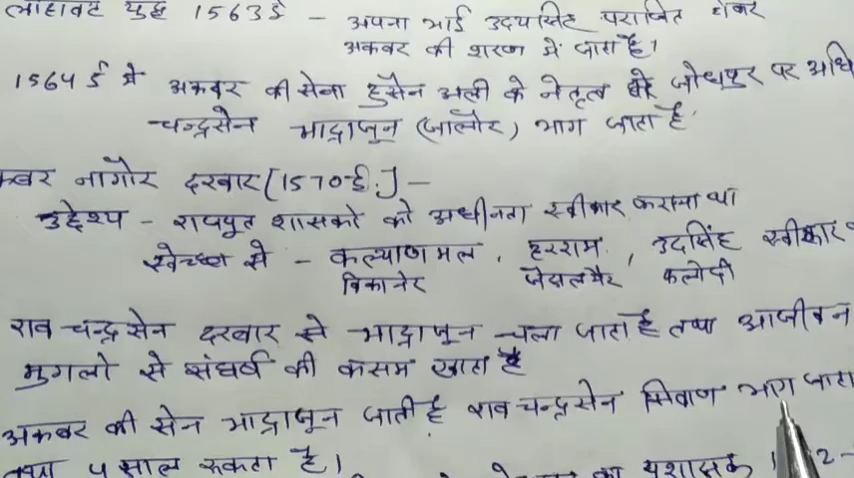 लोहावट युद्ध 1563ई - अपना भाई उदयसिंह पराजित होकर
अकबर की शरण में जाता है।
1564 ई में अकबर की सेना हुसैन अली के नेतृत्व में जोधपुर पर अधि
चन्द्रसेन भाद्राजून (जालौर) भाग जाता है
कबर नागौर दरबार [1570 ई.] –
उद्देश्य - राजपूत शासको को अधीनता स्वीकार कराना था
स्वेच्छा से - कल्याणमल, हरराम, उदसिंह स्वीकार
बिकानेर जैसलमैर फलोदी
राव चन्द्रसेन दरबार से भाद्राजून चला जाता है तथा आजीवन
मुगलो से संघर्ष की कसम खाता है
अकबर की सेन भाद्राजून जाती है राव चन्द्रसेन सिवाण भाग जाता
तथा 4 साल रुकता है।
का